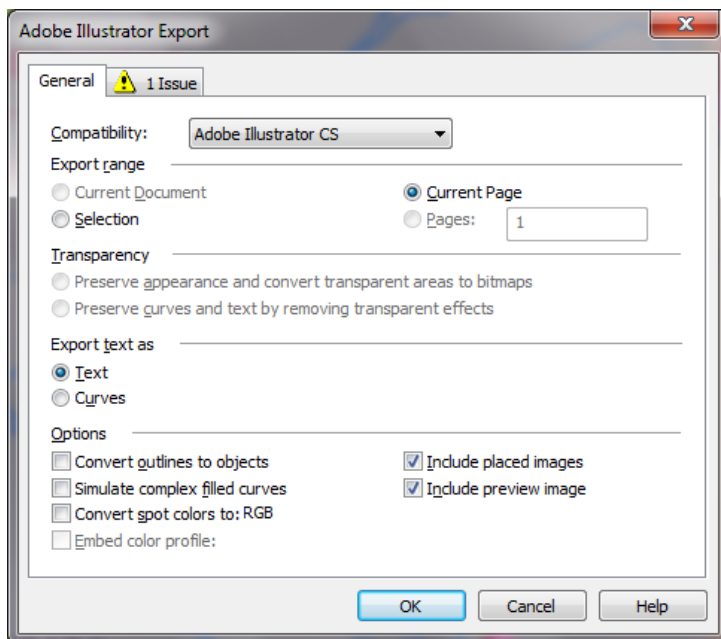 Adobe Illustrator Export
General 1 Issue
Compatibility: Adobe Illustrator CS
Export range
Current Document Current Page
Selection Pages: 1
Transparency
Preserve appearance and convert transparent areas to bitmaps
Preserve curves and text by removing transparent effects
Export text as
Text
Curves
Options
Convert outlines to objects Include placed images
Simulate complex filled curves Include preview image
Convert spot colors to: RGB
Embed color profile:
OK Cancel Help